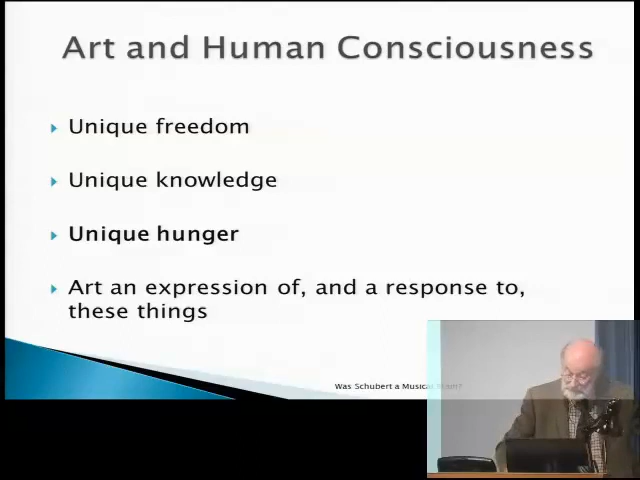 Art and Human Consciousness
Unique freedom
Unique knowledge
Unique hunger
Art an expression of, and a response to,
these things
Was Schubert a Musical